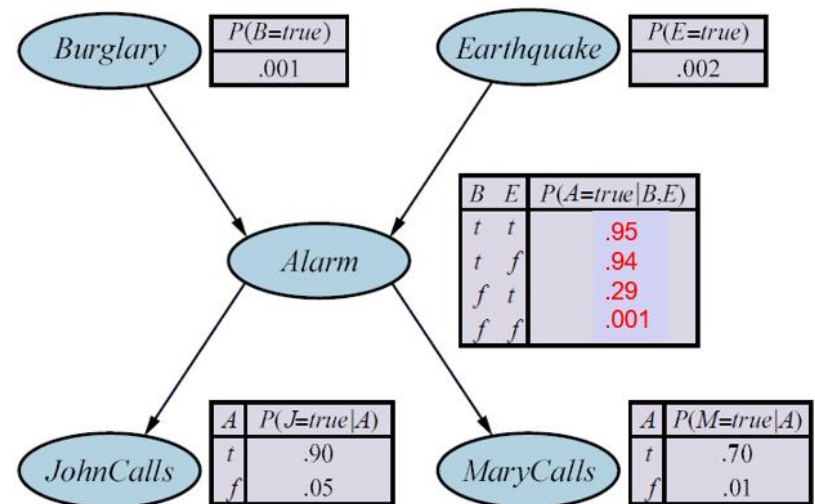 Burglary
P(B=true)
.001
Earthquake
P(E=true)
.002
B E P(A=true|B,E)
t t .95
t f .94
f t .29
f f .001
Alarm
JohnCalls
A P(J=true|A)
t .90
f .05
MaryCalls
A P(M=true|A)
t .70
f .01